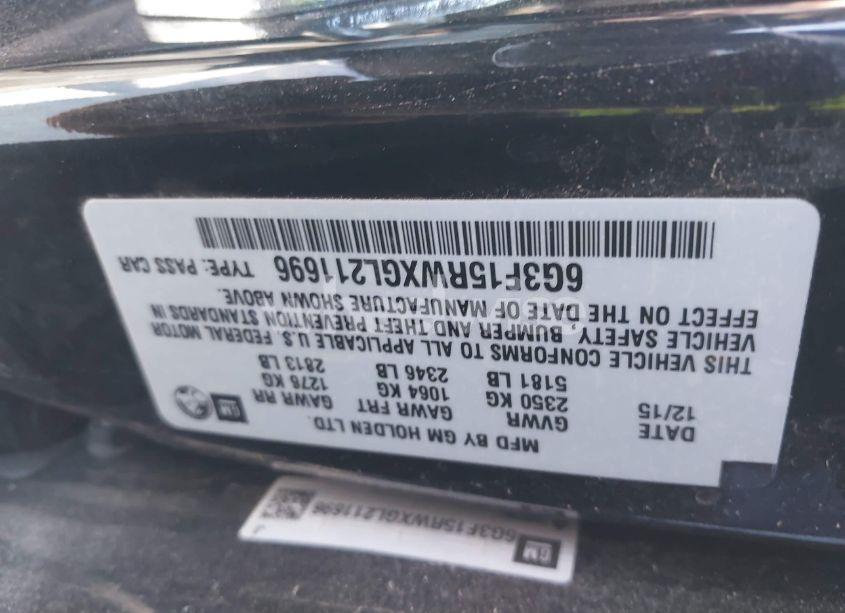 MFD BY GM HOLDEN LTD.
DATE GVWR GAWR FRT GAWR RR
12/15 2350 KG 1064 KG 1276 KG
5181 LB 2346 LB 2813 LB
GM
THIS VEHICLE CONFORMS TO ALL APPLICABLE U.S. FEDERAL MOTOR
VEHICLE SAFETY, BUMPER AND THEFT PREVENTION STANDARDS IN
EFFECT ON THE DATE OF MANUFACTURE SHOWN ABOVE.
6G3F15RWXGL211696 TYPE: PASS CAR
GM 6G3F15RWXGL211696